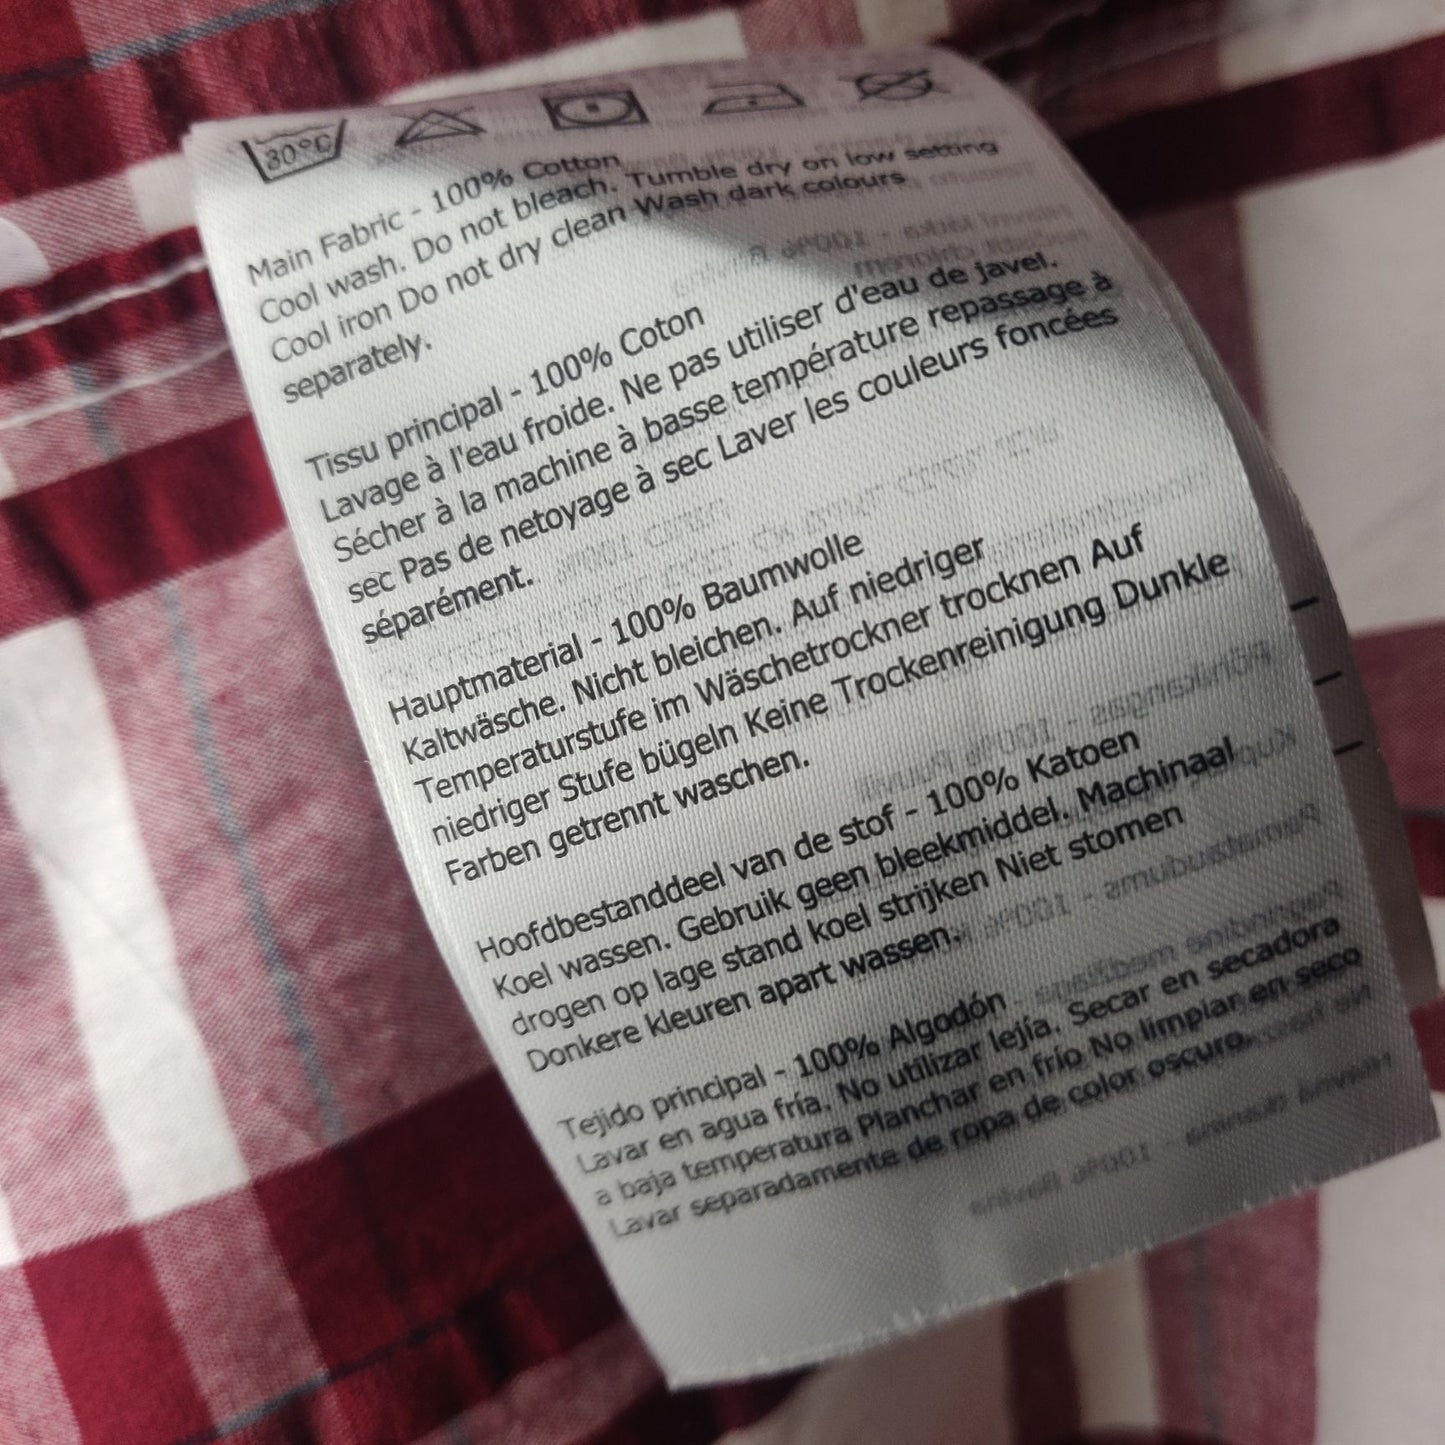 30°C
Main Fabric - 100% Cotton
Cool wash. Do not bleach. Tumble dry on low setting
Cool iron Do not dry clean Wash dark colours
separately.
Tissu principal - 100% Coton
Lavage à l'eau froide. Ne pas utiliser d'eau de javel.
Sécher à la machine à basse température repassage à
sec Pas de netoyage à sec Laver les couleurs foncées
séparément.
Hauptmaterial - 100% Baumwolle
Kaltwäsche. Nicht bleichen. Auf niedriger
Temperaturstufe im Wäschetrockner trocknen Auf
niedriger Stufe bügeln Keine Trockenreinigung Dunkle
Farben getrennt waschen.
Hoofdbestanddeel van de stof - 100% Katoen
Koel wassen. Gebruik geen bleekmiddel. Machinaal
drogen op lage stand koel strijken Niet stomen
Donkere kleuren apart wassen.
Tejido principal - 100% Algodón
Lavar en agua fría. No utilizar lejía. Secar en secadora
a baja temperatura Planchar en frío No limpiar en seco
Lavar separadamente de ropa de color oscuro.